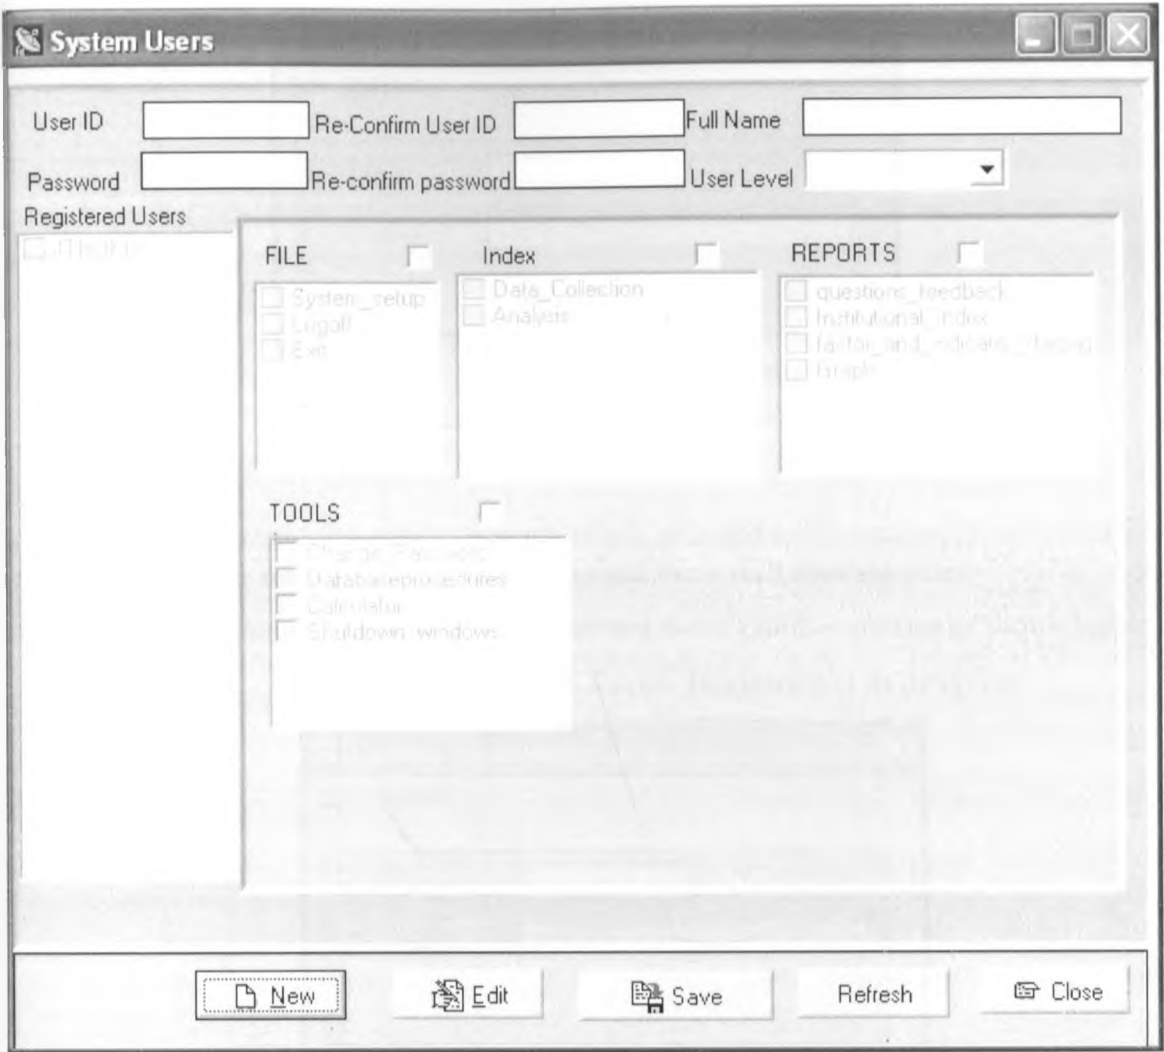 System Users
User ID
Re-Confirm User ID
Full Name
Password
Re-confirm password
User Level
Registered Users
FILE
System_setup
Logoff
Exit
Index
Data_Collection
Analysis
REPORTS
questions_feedback
Institutional_Index
factor_and_indicator_
Graph
TOOLS
Change_Password
Databaseprocedures
Calculator
Shutdown_windows
New
Edit
Save
Refresh
Close